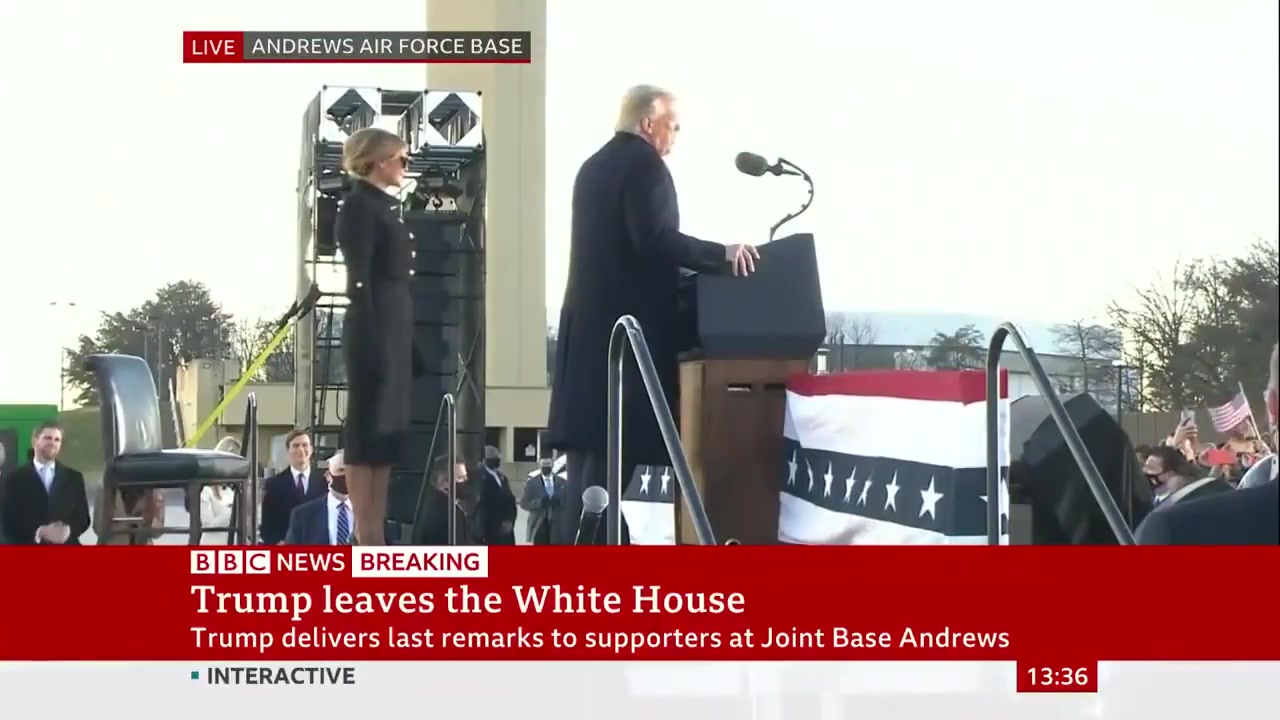 LIVE ANDREWS AIR FORCE BASE
BBC NEWS BREAKING
Trump leaves the White House
Trump delivers last remarks to supporters at Joint Base Andrews
INTERACTIVE
13:36